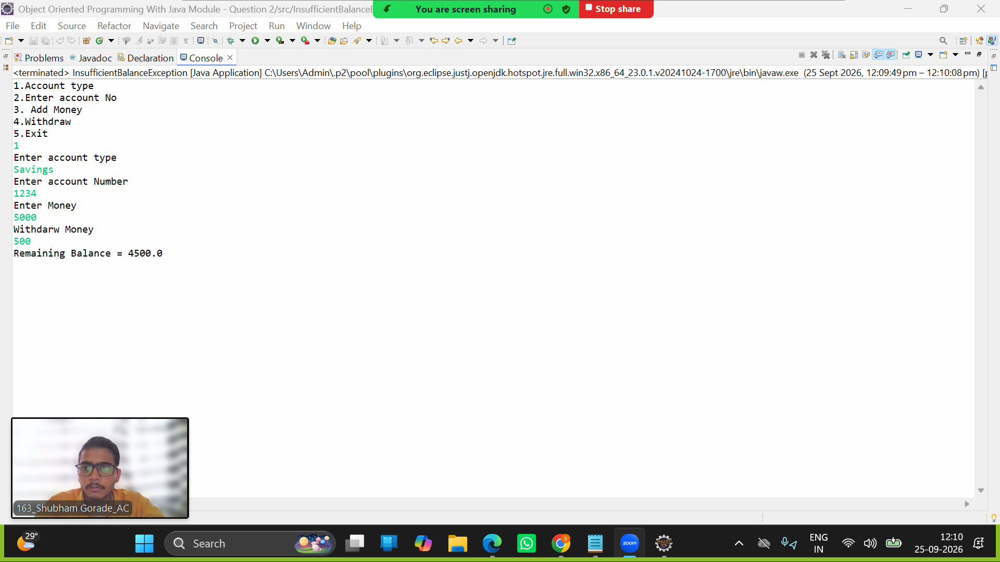 Object Oriented Programming With Java Module - Question 2/src/InsufficientBalanceE
You are screen sharing
Stop share
File Edit Source Refactor Navigate Search Project Run Window Help
Problems Javadoc Declaration Console
<terminated> InsufficientBalanceException [Java Application] C:\Users\Admin\.p2\pool\plugins\org.eclipse.justj.openjdk.hotspot.jre.full.win32.x86_64_23.0.1.v20241024-1700\jre\bin\javaw.exe (25 Sept 2026, 12:09:49 pm – 12:10:08 pm) [p
1.Account type
2.Enter account No
3. Add Money
4.Withdraw
5.Exit
1
Enter account type
Savings
Enter account Number
1234
Enter Money
5000
Withdarw Money
500
Remaining Balance = 4500.0
163_Shubham Gorade_AC
29°
Search
zoom
ENG
IN
12:10
25-09-2026